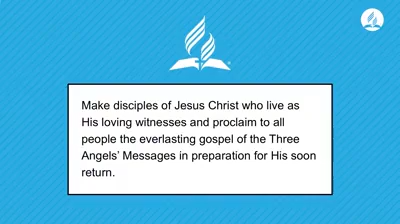 Make disciples of Jesus Christ who live as
His loving witnesses and proclaim to all
people the everlasting gospel of the Three
Angels’ Messages in preparation for His soon
return.